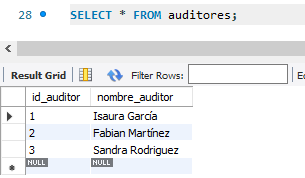 28 SELECT * FROM auditores;
Result Grid Filter Rows:
id_auditor nombre_auditor
1 Isaura García
2 Fabian Martínez
3 Sandra Rodriguez
NULL NULL